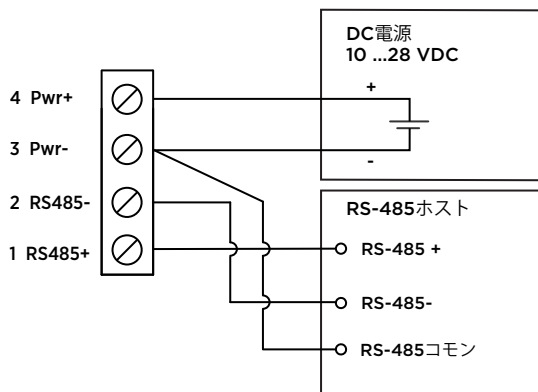 DC電源
10 ...28 VDC
+
-
4 Pwr+
3 Pwr-
2 RS485-
1 RS485+
RS-485ホスト
RS-485 +
RS-485-
RS-485コモン